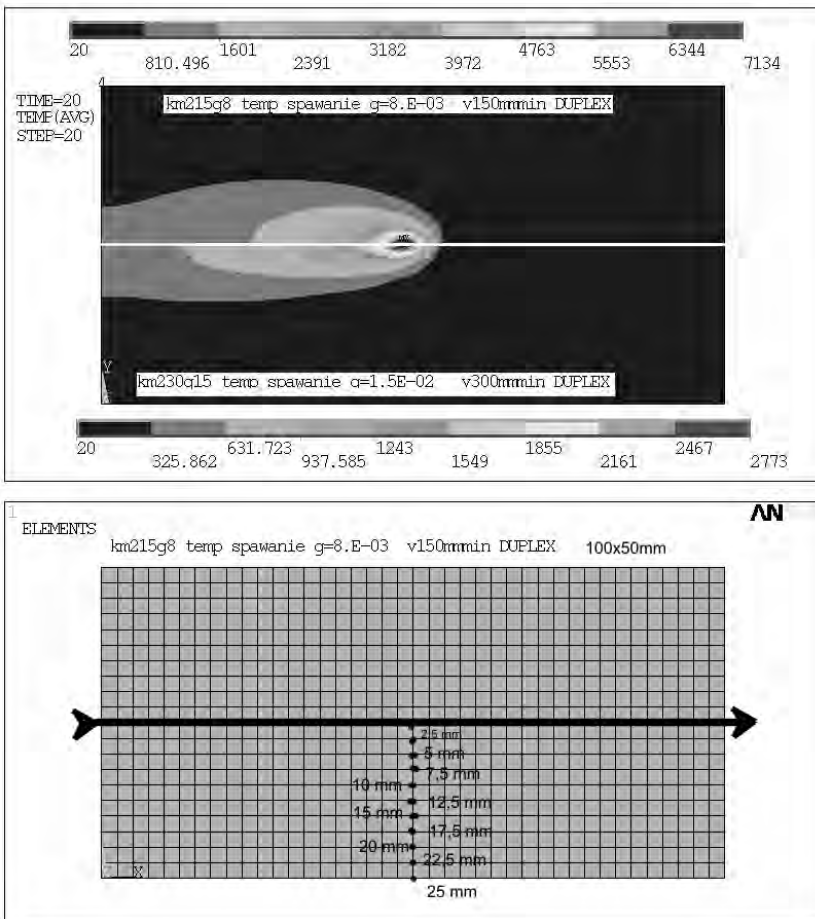 20 1601 3182 4763 6344
810.496 2391 3972 5553 7134
TIME=20
TEMP(AVG)
STEP=20
km215g8 temp spawanie g=8.E-03 v150mmmin DUPLEX
Y
km230g15 temp spawanie g=1.5E-02 v300mmmin DUPLEX
20 631.723 1243 1855 2467
325.862 937.585 1549 2161 2773
1
AN
ELEMENTS
km215g8 temp spawanie g=8.E-03 v150mmmin DUPLEX 100x50mm
2,5 mm
5 mm
7,5 mm
10 mm
12,5 mm
15 mm
17,5 mm
20 mm
22,5 mm
X
25 mm